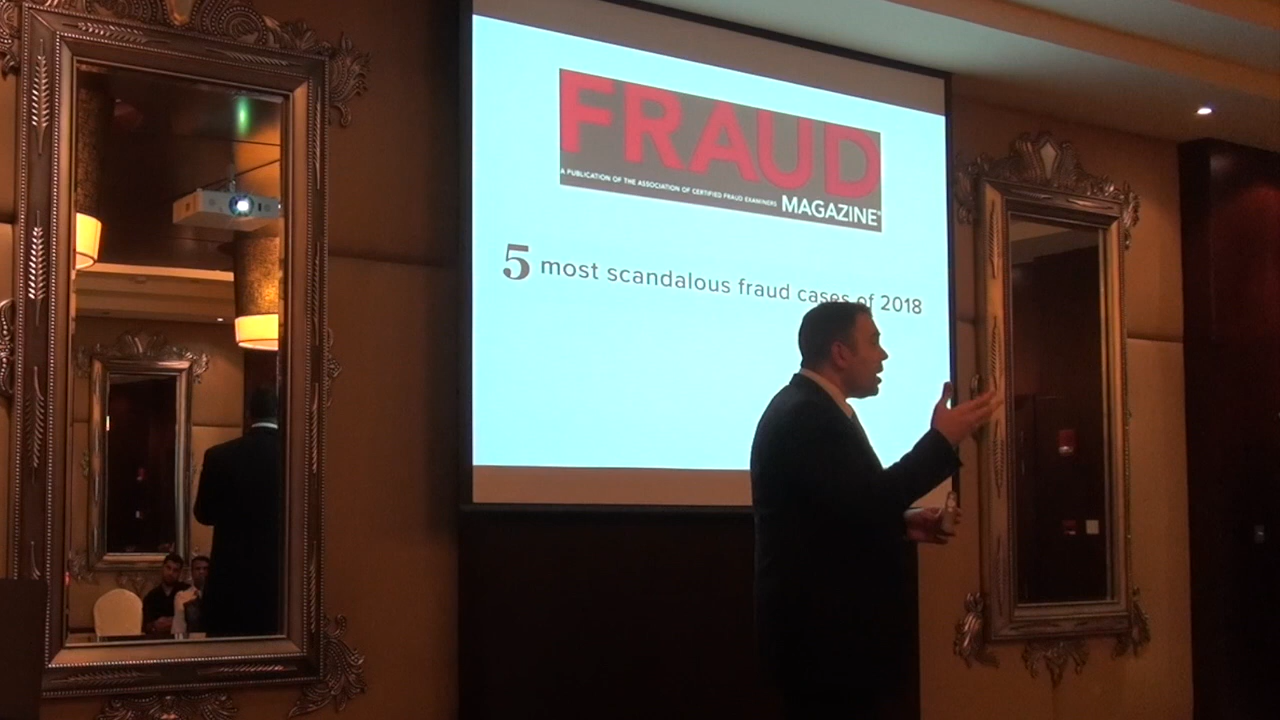 FRAUD
A PUBLICATION OF THE ASSOCIATION OF CERTIFIED FRAUD EXAMINERS
MAGAZINE®
5 most scandalous fraud cases of 2018